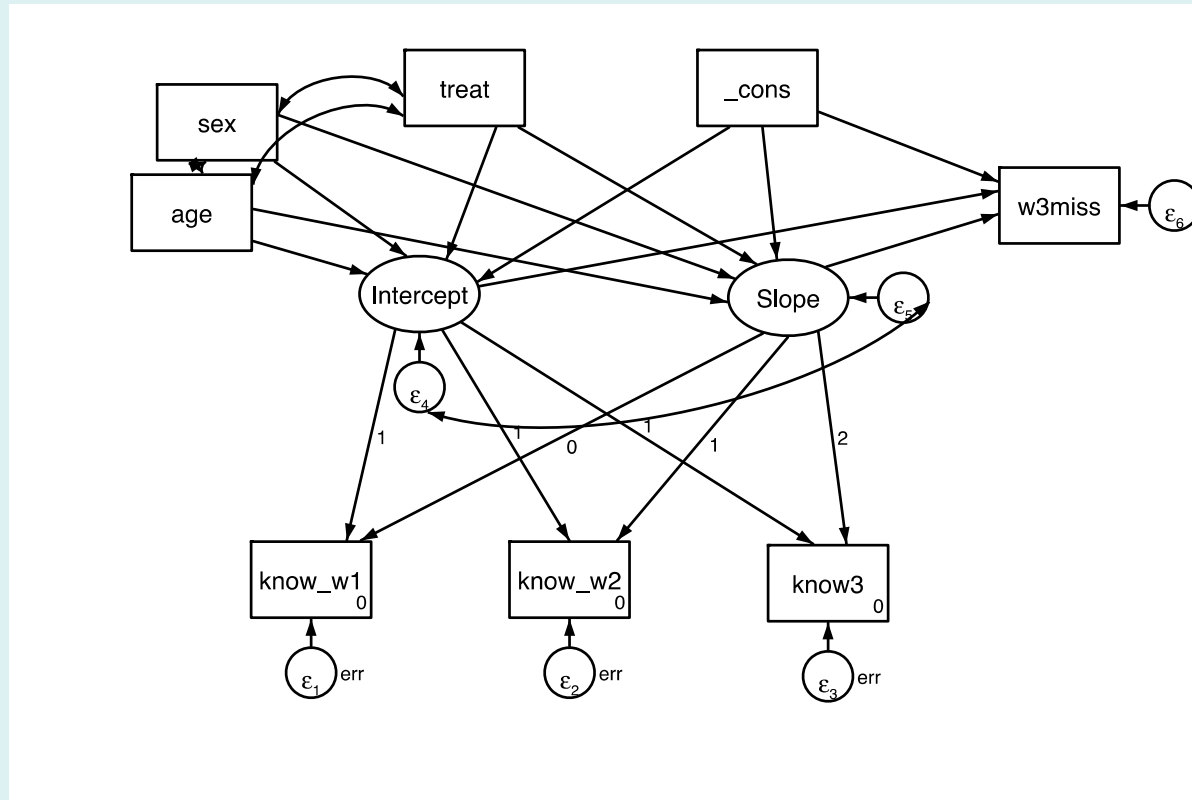 treat
_cons
sex
age
w3miss
ε6
Intercept
Slope
ε5
ε4
1
1
1
0
1
2
know_w1
0
know_w2
0
know3
0
ε1 err
ε2 err
ε3 err